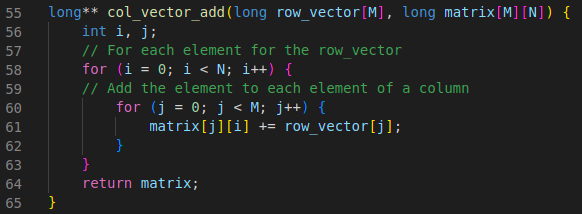 55 long** col_vector_add(long row_vector[M], long matrix[M][N]) {
56     int i, j;
57     // For each element for the row_vector
58     for (i = 0; i < N; i++) {
59     // Add the element to each element of a column
60         for (j = 0; j < M; j++) {
61             matrix[j][i] += row_vector[j];
62         }
63     }
64     return matrix;
65 }